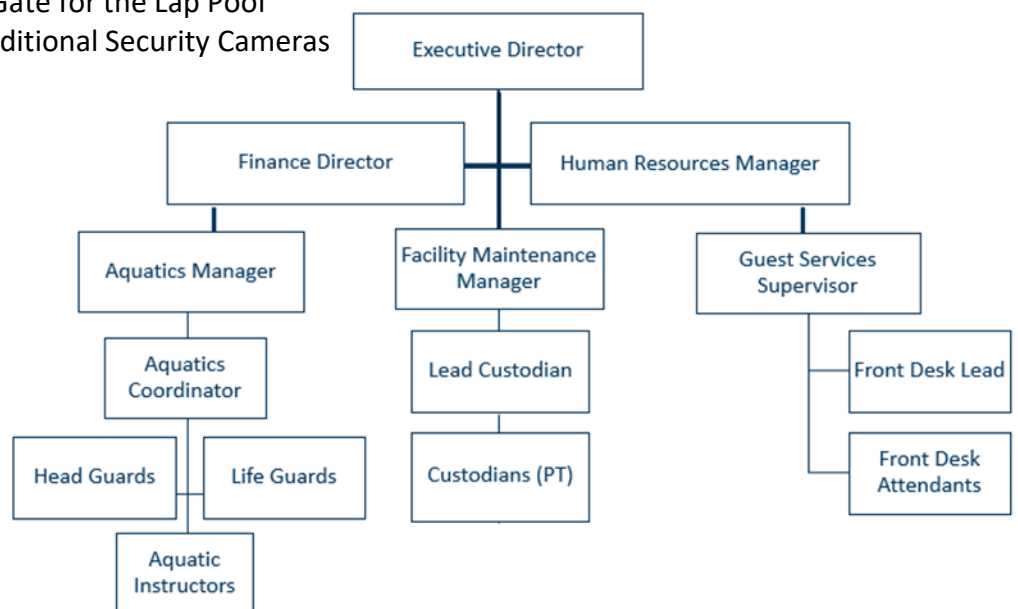 Gate for the Lap Pool
ditional Security Cameras
Executive Director
Finance Director
Human Resources Manager
Aquatics Manager
Facility Maintenance
Manager
Guest Services
Supervisor
Aquatics
Coordinator
Lead Custodian
Front Desk Lead
Head Guards
Life Guards
Custodians (PT)
Front Desk
Attendants
Aquatic
Instructors